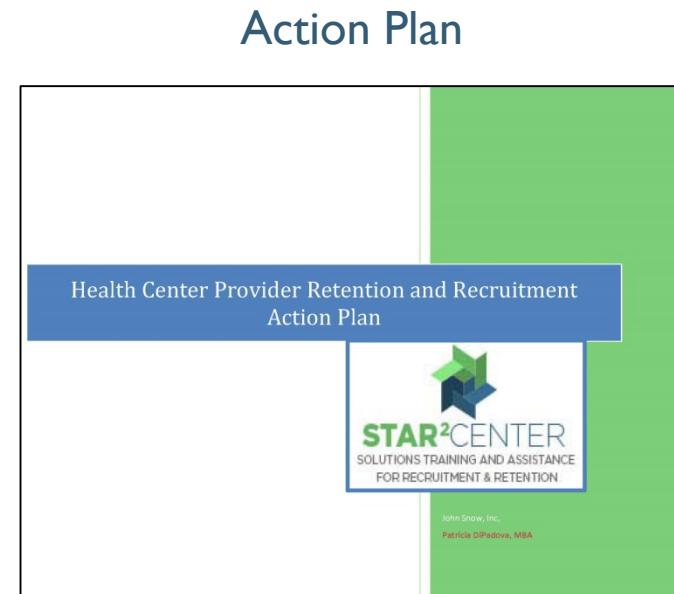 Action Plan
Health Center Provider Retention and Recruitment
Action Plan
STAR²CENTER
SOLUTIONS TRAINING AND ASSISTANCE
FOR RECRUITMENT & RETENTION
John Snow, Inc,
Patricia DiPadova, MBA